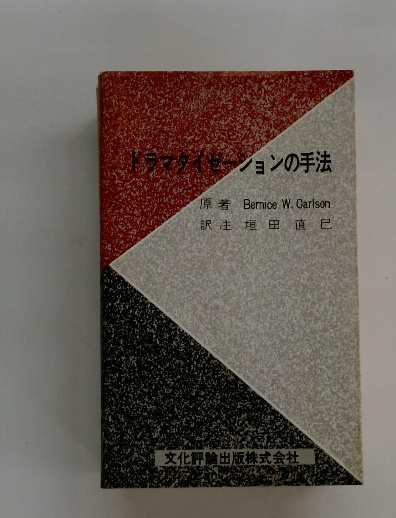 ドラマタイゼーションの手法
原著 Bernice W. Carlson
訳注 垣田直巳
文化評論出版株式会社